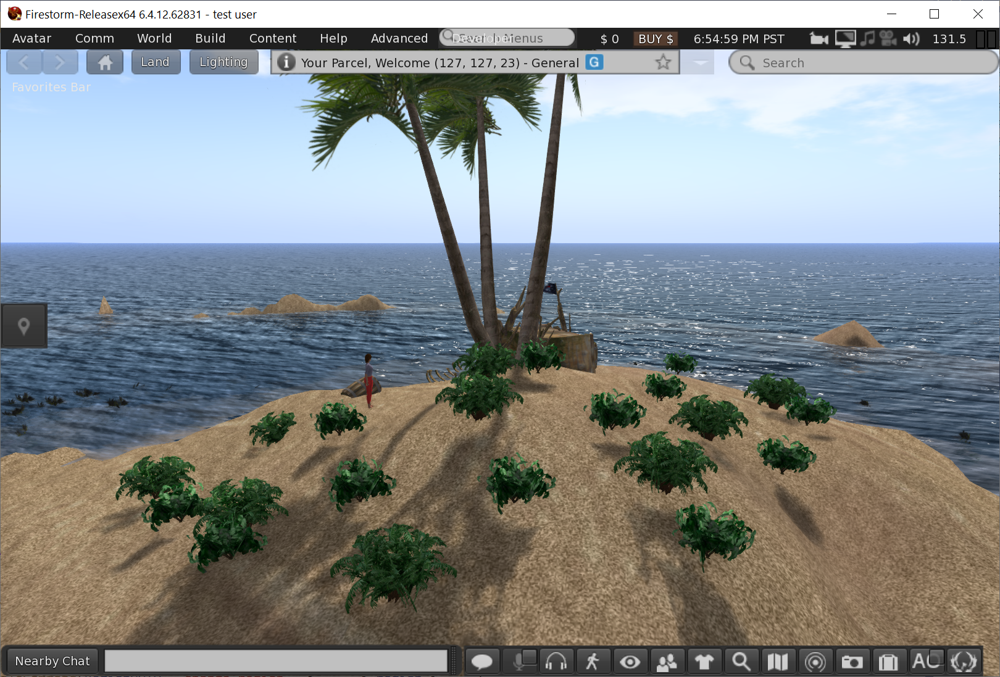 Firestorm-Releasex64 6.4.12.62831 - test user
Avatar Comm World Build Content Help Advanced Developer Search Menus $ 0 BUY $ 6:54:59 PM PST 131.5
Land Lighting Your Parcel, Welcome (127, 127, 23) - General G Search
Favorites Bar
Nearby Chat AO